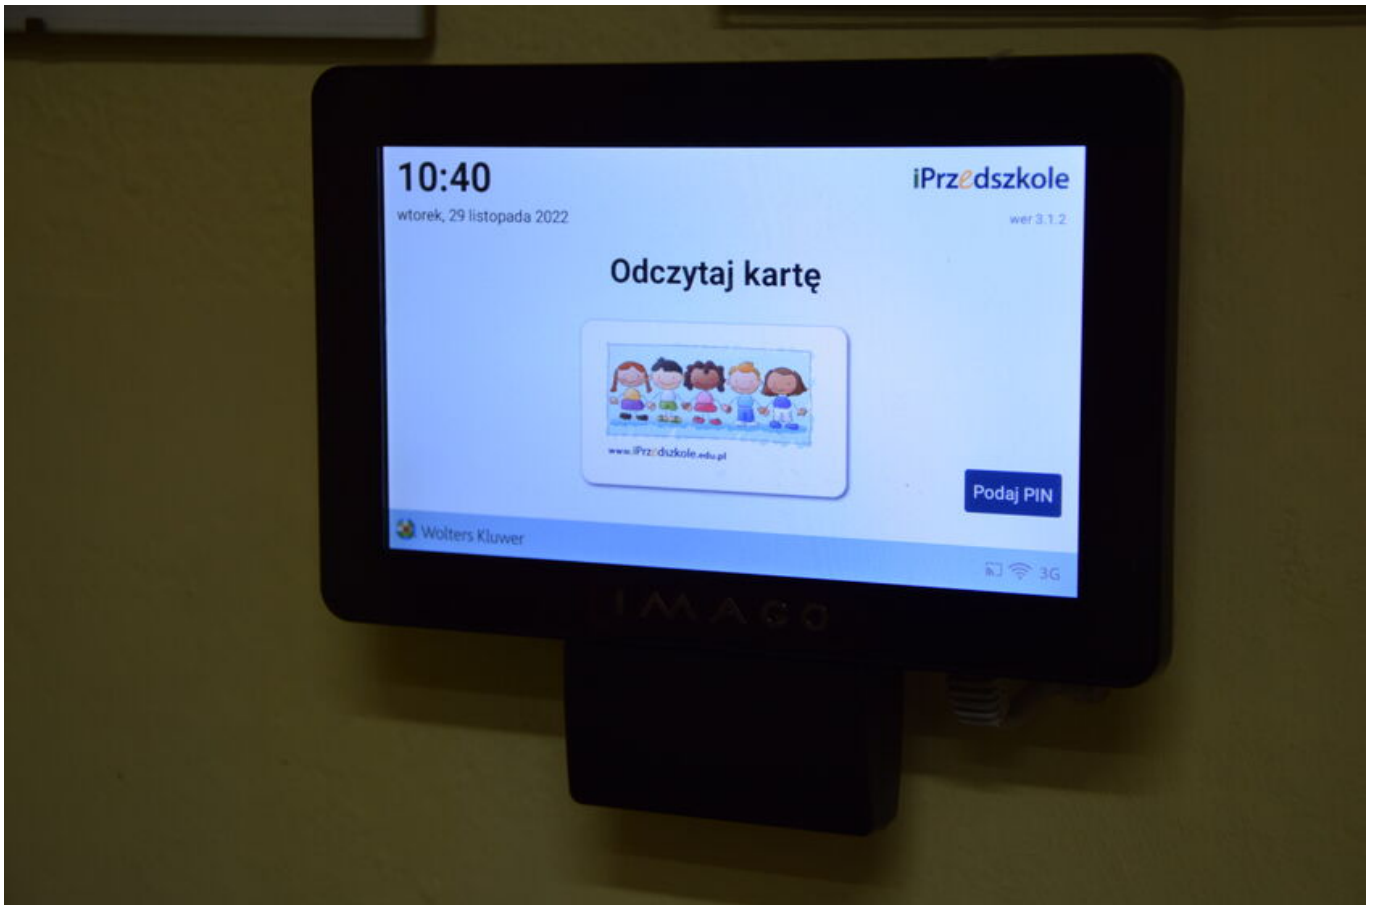 10:40
iPrzedszkole
wtorek, 29 listopada 2022
wer 3.1.2
Odczytaj kartę
www.iPrzedszkole.edu.pl
Podaj PIN
Wolters Kluwer
3G
IMAGO